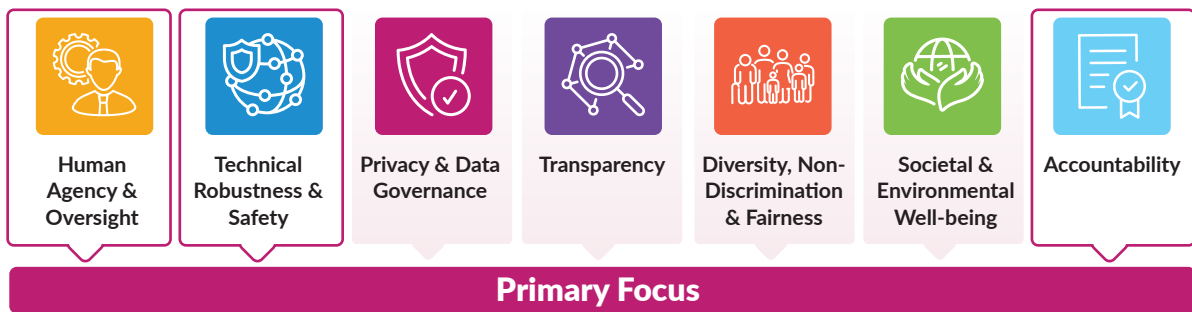 Human
Agency &
Oversight
Technical
Robustness &
Safety
Privacy & Data
Governance
Transparency
Diversity, Non-
Discrimination
& Fairness
Societal &
Environmental
Well-being
Accountability
Primary Focus